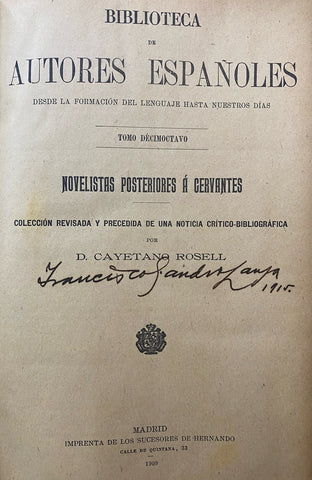 BIBLIOTECA
DE
AUTORES ESPAÑOLES
DESDE LA FORMACIÓN DEL LENGUAJE HASTA NUESTROS DÍAS
TOMO DÉCIMOCTAVO
NOVELISTAS POSTERIORES Á CERVANTES
COLECCIÓN REVISADA Y PRECEDIDA DE UNA NOTICIA CRÍTICO-BIBLIOGRÁFICA
POR
D. CAYETANO ROSELL
Francisco
1915.
MADRID
IMPRENTA DE LOS SUCESORES DE HERNANDO
CALLE DE QUINTANA, 33
1909